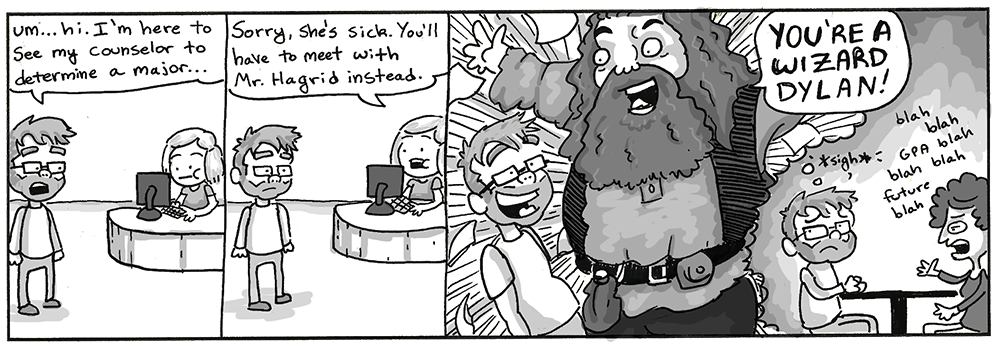 um... hi. I'm here to
see my counselor to
determine a major...
Sorry, she's sick. You'll
have to meet with
Mr. Hagrid instead.
YOU'RE A
WIZARD
DYLAN!
*sigh*
blah
blah
GPA blah
blah blah
future
blah